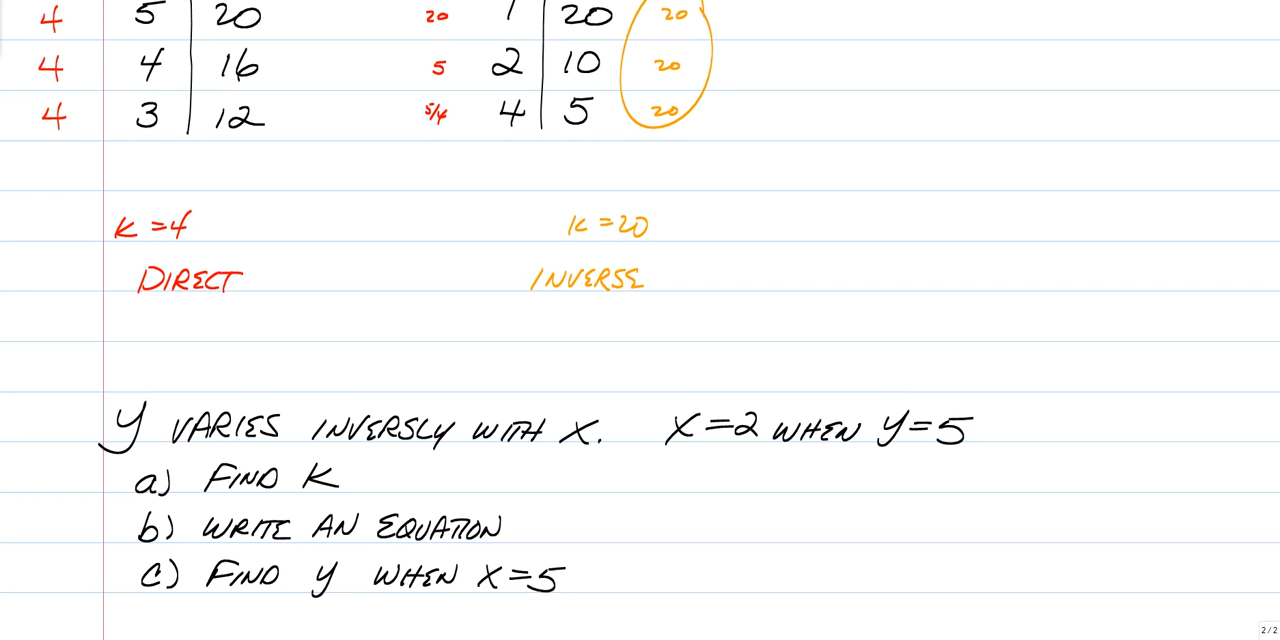 4 5 20 20 1 20 20
4 4 16 5 2 10 20
4 3 12 5/4 4 5 20
K = 4 K = 20
DIRECT INVERSE
y VARIES INVERSLY WITH X. X = 2 WHEN y = 5
a) FIND K
b) WRITE AN EQUATION
c) FIND y WHEN X = 5
2 / 2